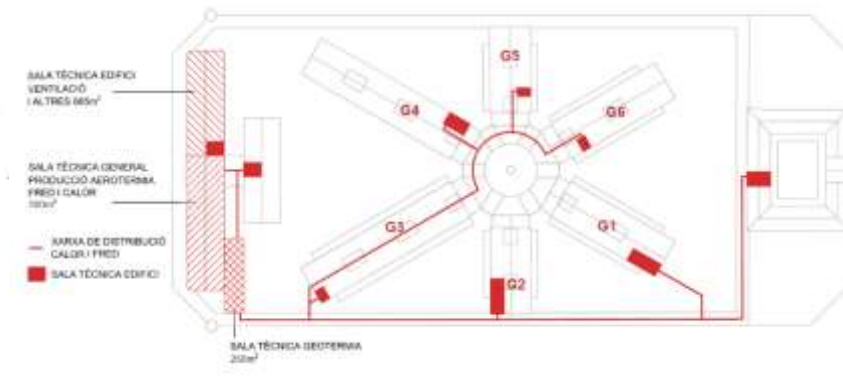 SALA TÈCNICA EDIFICI
VENTILACIÓ
I ALTRES 665m²
SALA TÈCNICA GENERAL
PRODUCCIÓ AEROTERMIA
FRED I CALOR
XARXA DE DISTRIBUCIÓ
CALOR I FRED
SALA TÈCNICA EDIFICI
G5
G4
G6
G3
G1
G2
SALA TÈCNICA GEOTERMIA